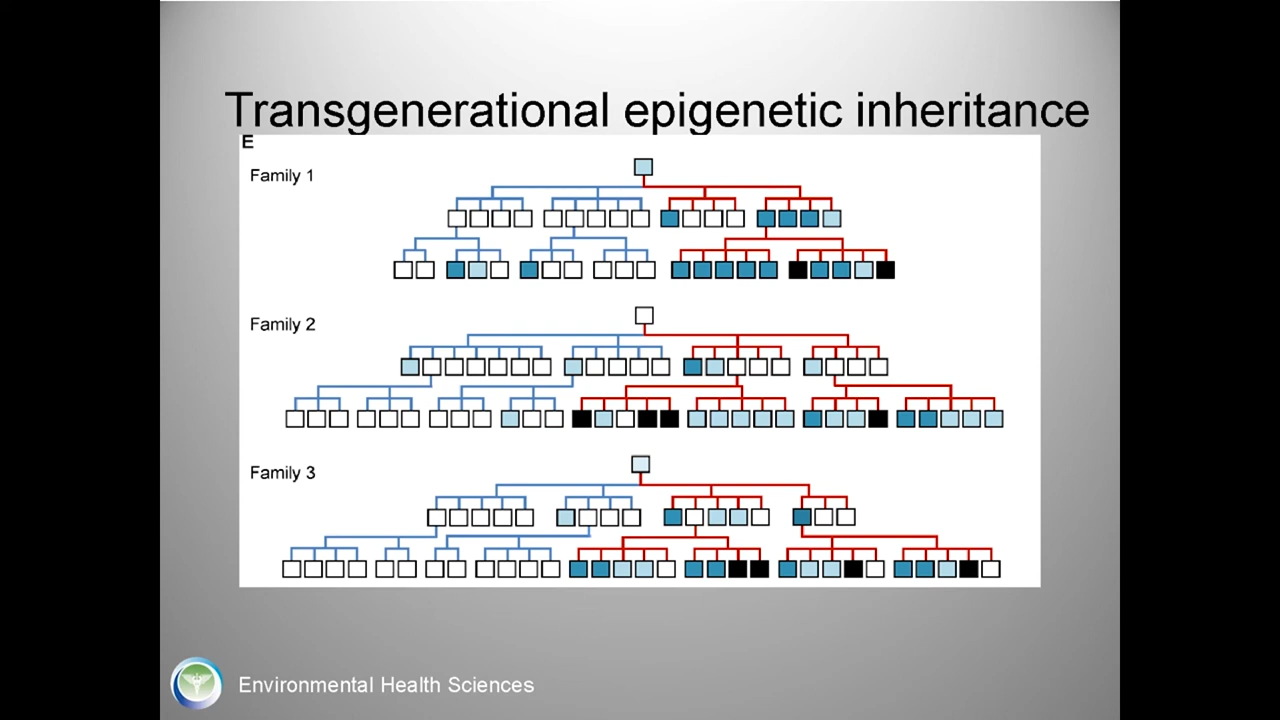 Transgenerational epigenetic inheritance
E
Family 1
Family 2
Family 3
Environmental Health Sciences